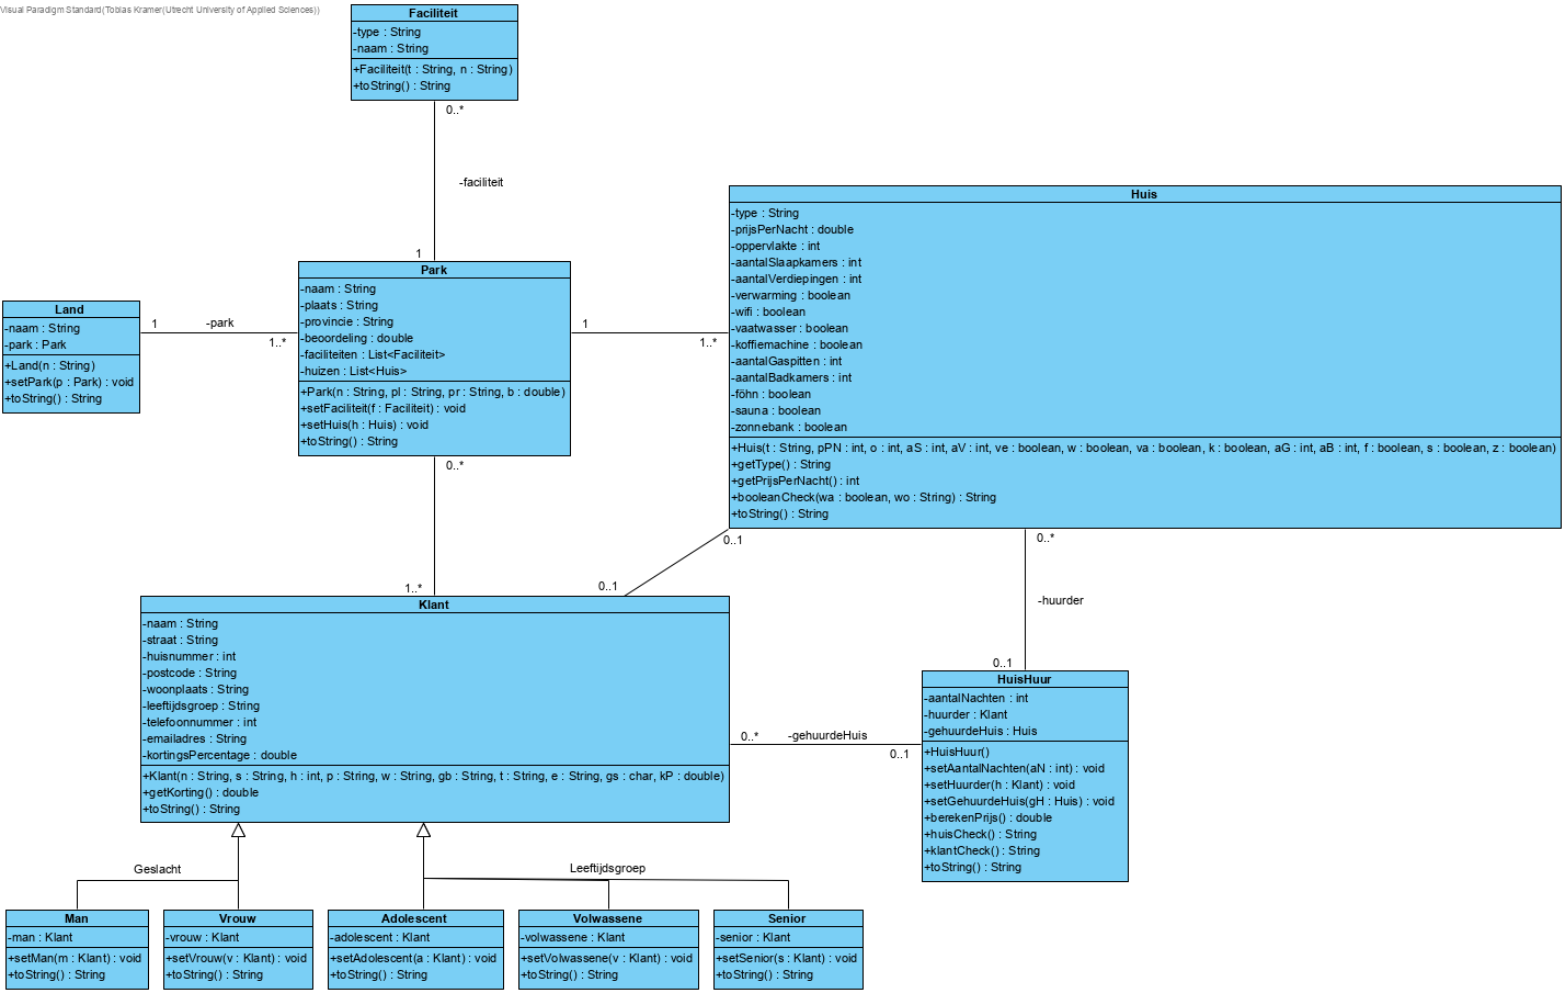 Visual Paradigm Standard(Tobias Kramer(Utrecht University of Applied Sciences))
Faciliteit
-type : String
-naam : String
+Faciliteit(t : String, n : String)
+toString() : String
0..*
-faciliteit
1
Park
-naam : String
-plaats : String
-provincie : String
-beoordeling : double
-faciliteiten : List<Faciliteit>
-huizen : List<Huis>
+Park(n : String, pl : String, pr : String, b : double)
+setFaciliteit(f : Faciliteit) : void
+setHuis(h : Huis) : void
+toString() : String
Land
-naam : String
-park : Park
+Land(n : String)
+setPark(p : Park) : void
+toString() : String
1
-park
1..*
1
1..*
Huis
-type : String
-prijsPerNacht : double
-oppervlakte : int
-aantalSlaapkamers : int
-aantalVerdiepingen : int
-verwarming : boolean
-wifi : boolean
-vaatwasser : boolean
-koffiemachine : boolean
-aantalGaspitten : int
-aantalBadkamers : int
-föhn : boolean
-sauna : boolean
-zonnebank : boolean
+Huis(t : String, pPN : int, o : int, aS : int, aV : int, ve : boolean, w : boolean, va : boolean, k : boolean, aG : int, aB : int, f : boolean, s : boolean, z : boolean)
+getType() : String
+getPrijsPerNacht() : int
+booleanCheck(wa : boolean, wo : String) : String
+toString() : String
0..*
1..*
0..1
0..1
0..*
-huurder
0..1
Klant
-naam : String
-straat : String
-huisnummer : int
-postcode : String
-woonplaats : String
-leeftijdsgroep : String
-telefoonnummer : int
-emailadres : String
-kortingsPercentage : double
+Klant(n : String, s : String, h : int, p : String, w : String, gb : String, t : String, e : String, gs : char, kP : double)
+getKorting() : double
+toString() : String
0..*
-gehuurdeHuis
0..1
HuisHuur
-aantalNachten : int
-huurder : Klant
-gehuurdeHuis : Huis
+HuisHuur()
+setAantalNachten(aN : int) : void
+setHuurder(h : Klant) : void
+setGehuurdeHuis(gH : Huis) : void
+berekenPrijs() : double
+huisCheck() : String
+klantCheck() : String
+toString() : String
Geslacht
Leeftijdsgroep
Man
-man : Klant
+setMan(m : Klant) : void
+toString() : String
Vrouw
-vrouw : Klant
+setVrouw(v : Klant) : void
+toString() : String
Adolescent
-adolescent : Klant
+setAdolescent(a : Klant) : void
+toString() : String
Volwassene
-volwassene : Klant
+setVolwassene(v : Klant) : void
+toString() : String
Senior
-senior : Klant
+setSenior(s : Klant) : void
+toString() : String